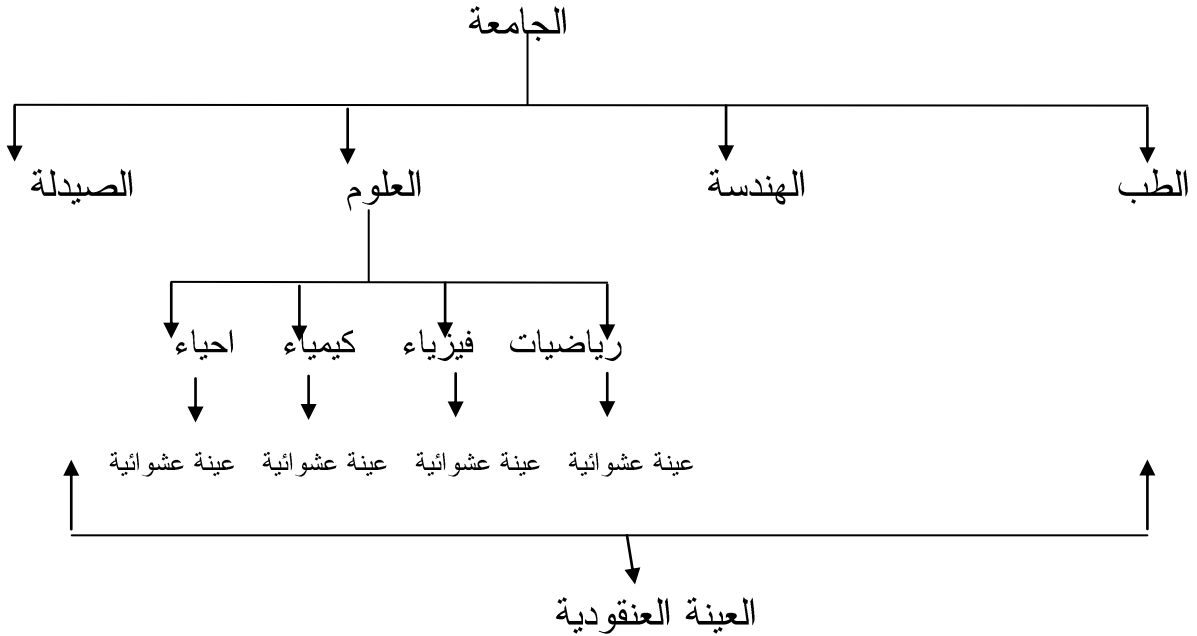 الجامعة
الطب الهندسة العلوم الصيدلة
رياضيات فيزياء كيمياء احياء
عينة عشوائية عينة عشوائية عينة عشوائية عينة عشوائية
العينة العنقودية